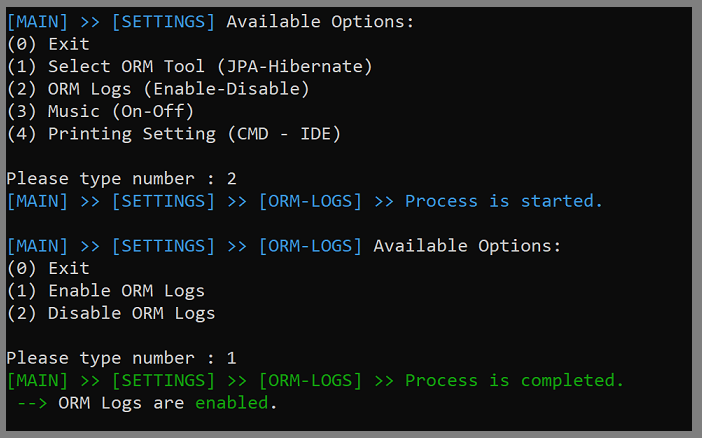 [MAIN] >> [SETTINGS] Available Options:
(0) Exit
(1) Select ORM Tool (JPA-Hibernate)
(2) ORM Logs (Enable-Disable)
(3) Music (On-Off)
(4) Printing Setting (CMD - IDE)
Please type number : 2
[MAIN] >> [SETTINGS] >> [ORM-LOGS] >> Process is started.
[MAIN] >> [SETTINGS] >> [ORM-LOGS] Available Options:
(0) Exit
(1) Enable ORM Logs
(2) Disable ORM Logs
Please type number : 1
[MAIN] >> [SETTINGS] >> [ORM-LOGS] >> Process is completed.
--> ORM Logs are enabled.